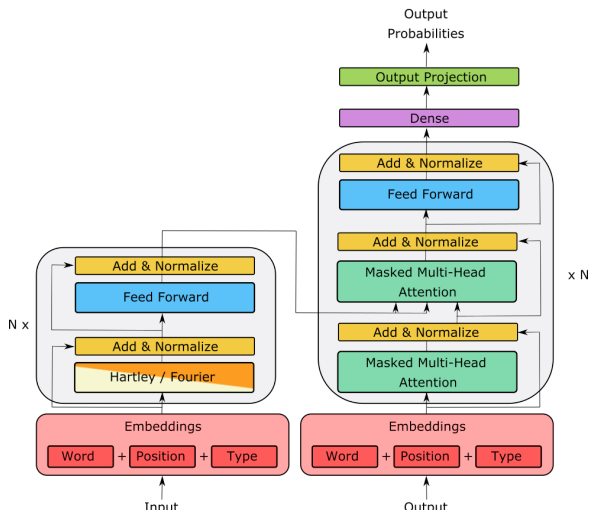 Output
Probabilities
Output Projection
Dense
Add & Normalize
Feed Forward
Add & Normalize
Masked Multi-Head
Attention
Add & Normalize
Masked Multi-Head
Attention
x N
Embeddings
Word + Position + Type
Output
Add & Normalize
Feed Forward
N x
Add & Normalize
Hartley / Fourier
Embeddings
Word + Position + Type
Input